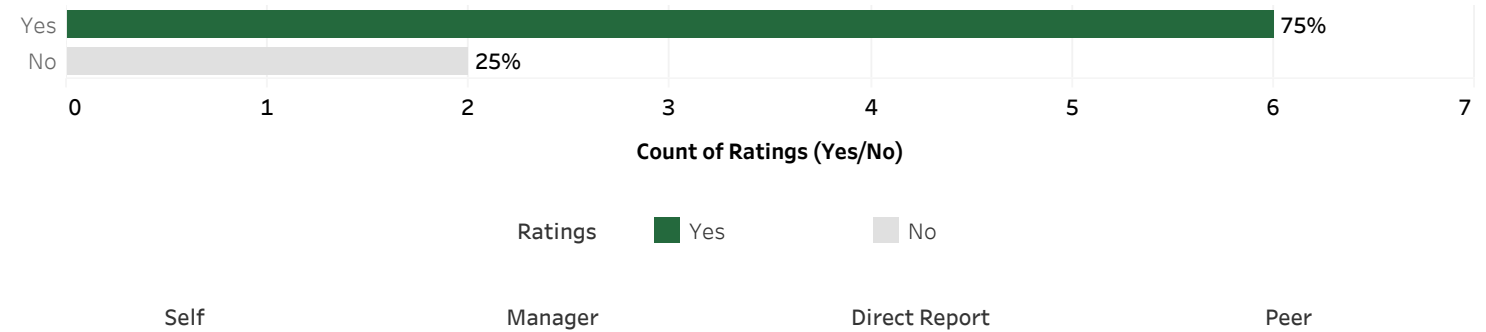 Yes 75%
No 25%
0 1 2 3 4 5 6 7
Count of Ratings (Yes/No)
Ratings Yes No
Self Manager Direct Report Peer